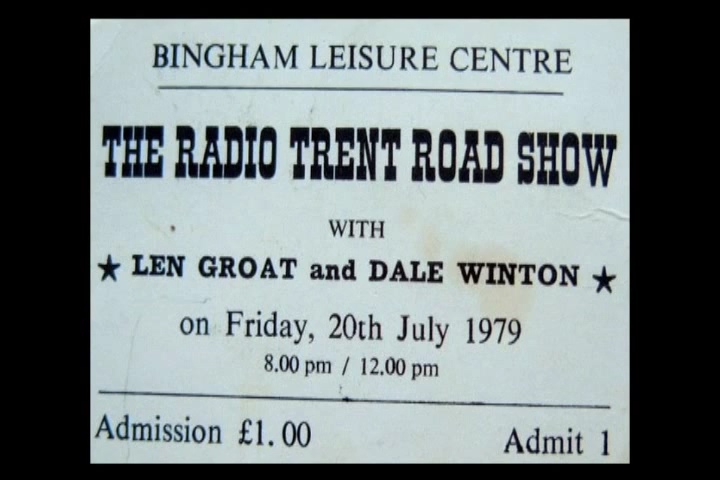 BINGHAM LEISURE CENTRE
THE RADIO TRENT ROAD SHOW
WITH
★ LEN GROAT and DALE WINTON ★
on Friday, 20th July 1979
8.00 pm / 12.00 pm
Admission £1.00
Admit 1